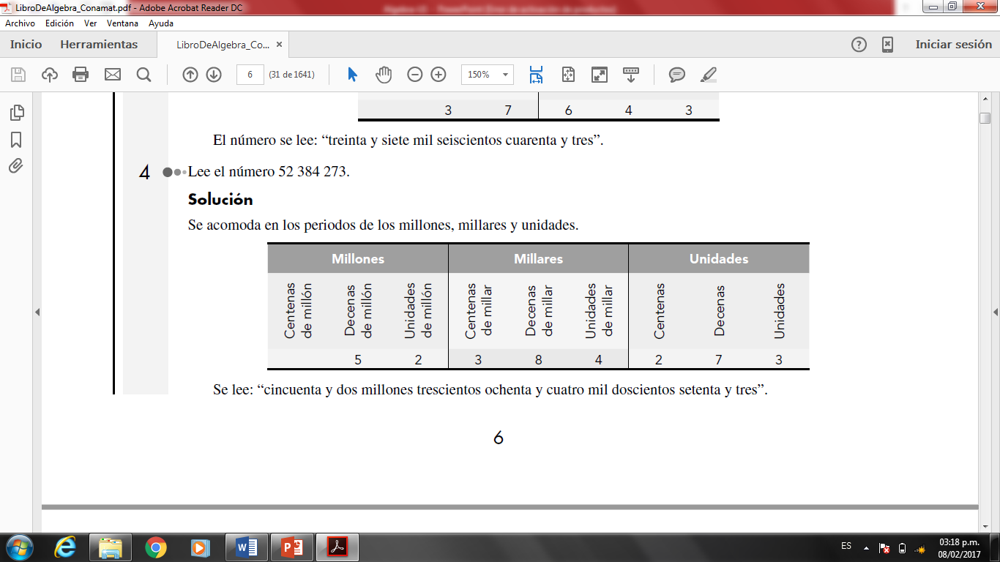 LibroDeAlgebra_Conamat.pdf - Adobe Acrobat Reader DC
Archivo Edición Ver Ventana Ayuda
Inicio Herramientas LibroDeAlgebra_Co... × Iniciar sesión
6 (31 de 1641) 150%
3 7 6 4 3
El número se lee: “treinta y siete mil seiscientos cuarenta y tres”.
4 Lee el número 52 384 273.
Solución
Se acomoda en los periodos de los millones, millares y unidades.
Millones Millares Unidades
Centenas de millón Decenas de millón Unidades de millón Centenas de millar Decenas de millar Unidades de millar Centenas Decenas Unidades
5 2 3 8 4 2 7 3
Se lee: “cincuenta y dos millones trescientos ochenta y cuatro mil doscientos setenta y tres”.
6
ES 03:18 p.m.
08/02/2017